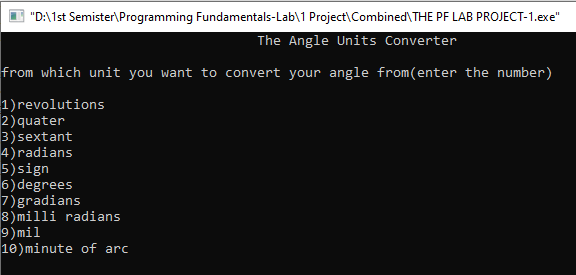 "D:\1st Semister\Programming Fundamentals-Lab\1 Project\Combined\THE PF LAB PROJECT-1.exe"
The Angle Units Converter
from which unit you want to convert your angle from(enter the number)
1)revolutions
2)quater
3)sextant
4)radians
5)sign
6)degrees
7)gradians
8)milli radians
9)mil
10)minute of arc